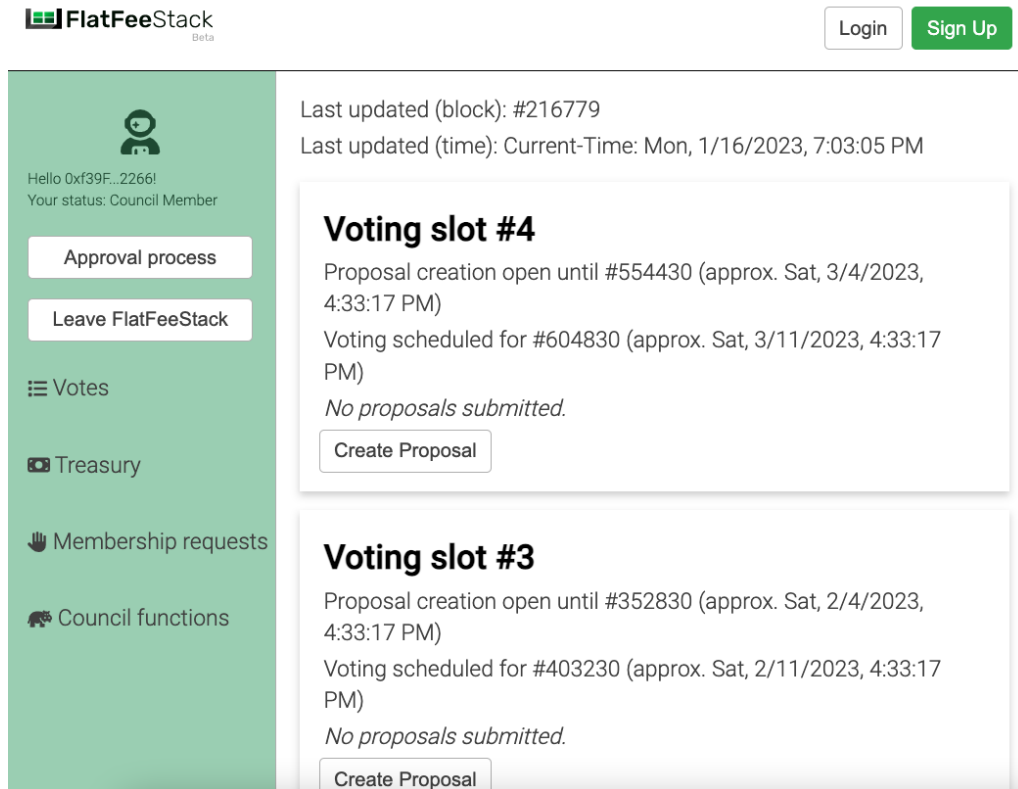 FlatFeeStack
Beta
Login
Sign Up
Hello 0xf39F...2266!
Your status: Council Member
Approval process
Leave FlatFeeStack
Votes
Treasury
Membership requests
Council functions
Last updated (block): #216779
Last updated (time): Current-Time: Mon, 1/16/2023, 7:03:05 PM
Voting slot #4
Proposal creation open until #554430 (approx. Sat, 3/4/2023,
4:33:17 PM)
Voting scheduled for #604830 (approx. Sat, 3/11/2023, 4:33:17
PM)
No proposals submitted.
Create Proposal
Voting slot #3
Proposal creation open until #352830 (approx. Sat, 2/4/2023,
4:33:17 PM)
Voting scheduled for #403230 (approx. Sat, 2/11/2023, 4:33:17
PM)
No proposals submitted.
Create Proposal